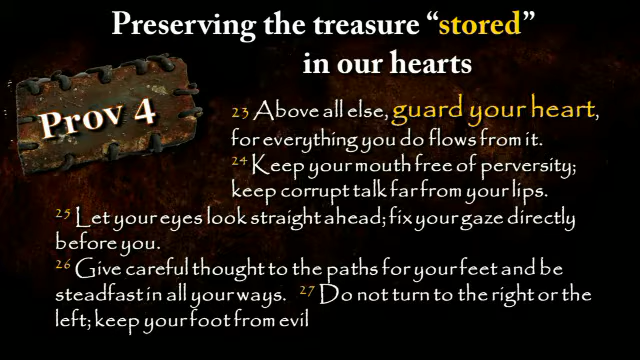 Preserving the treasure “stored”
in our hearts
Prov 4
23 Above all else, guard your heart,
for everything you do flows from it.
24 Keep your mouth free of perversity;
keep corrupt talk far from your lips.
25 Let your eyes look straight ahead; fix your gaze directly
before you.
26 Give careful thought to the paths for your feet and be
steadfast in all your ways. 27 Do not turn to the right or the
left; keep your foot from evil